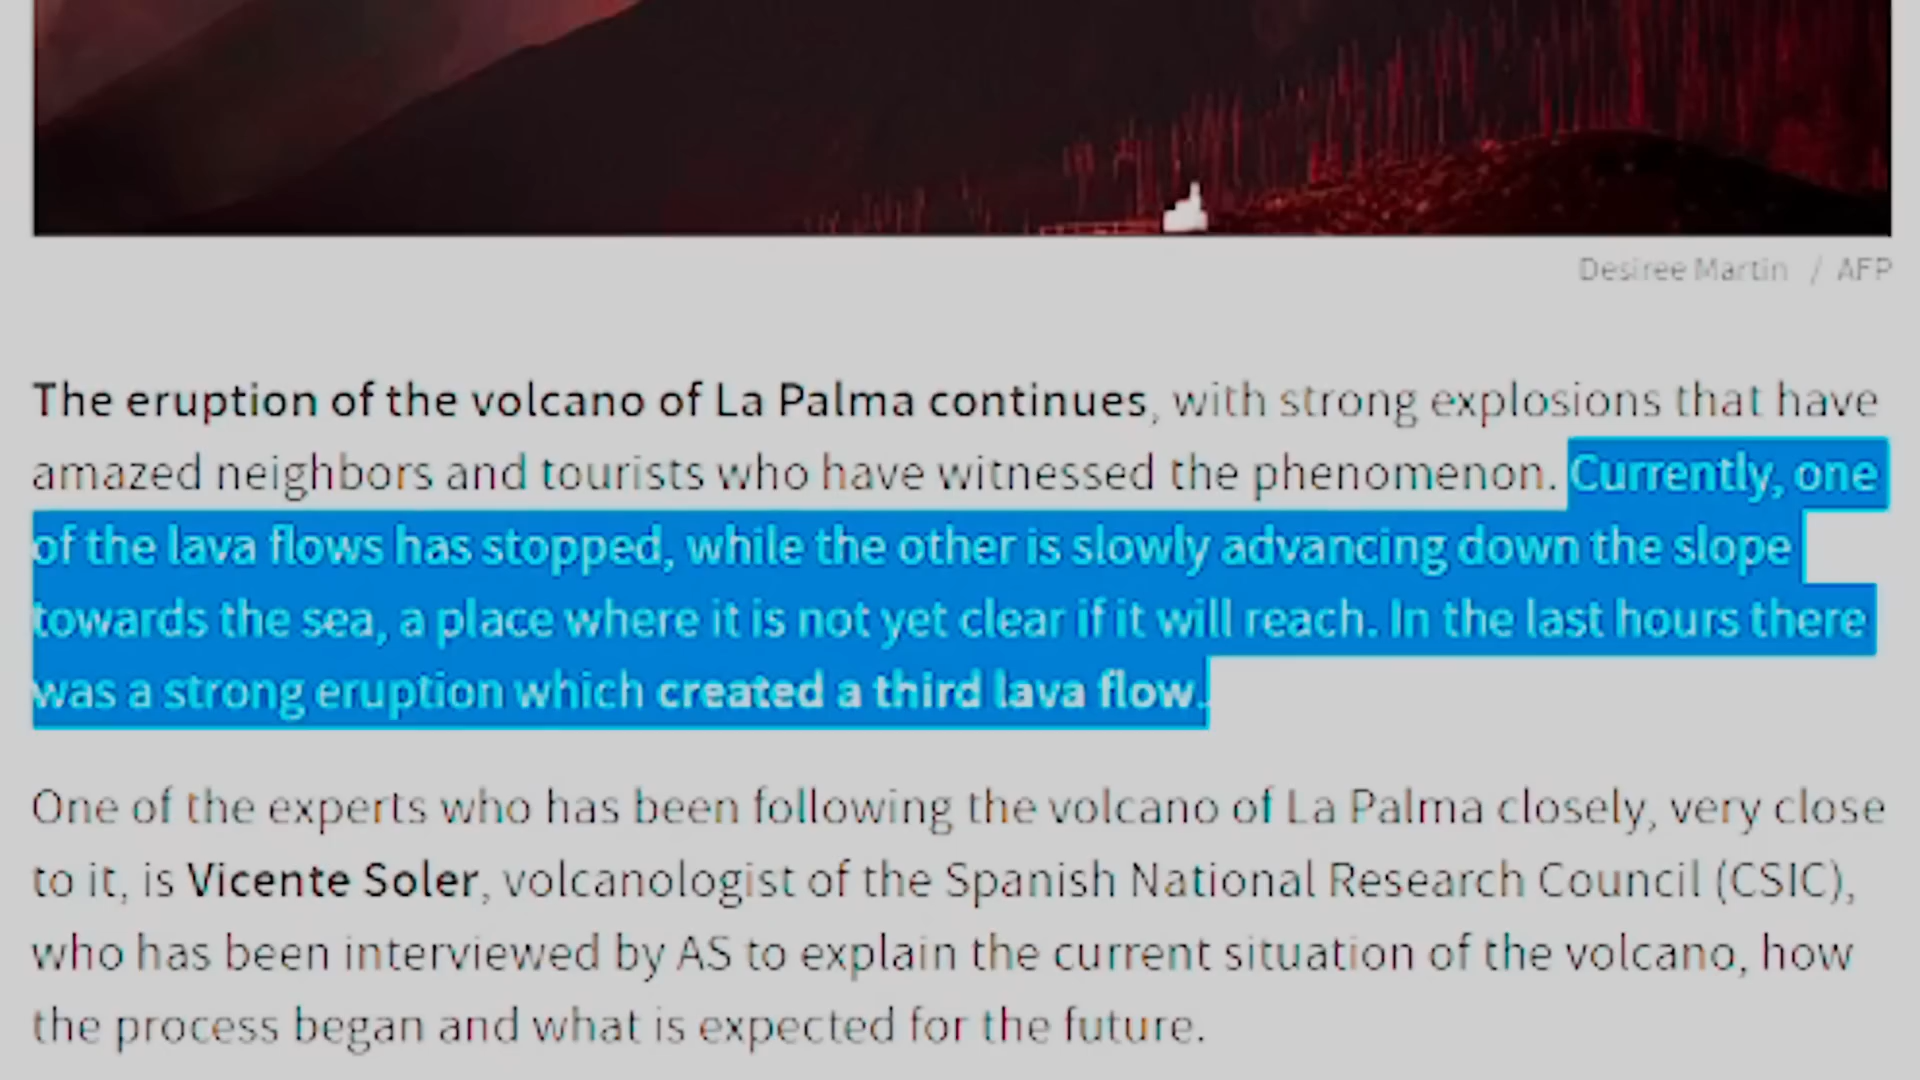 Desiree Martin / AFP
The eruption of the volcano of La Palma continues, with strong explosions that have
amazed neighbors and tourists who have witnessed the phenomenon. Currently, one
of the lava flows has stopped, while the other is slowly advancing down the slope
towards the sea, a place where it is not yet clear if it will reach. In the last hours there
was a strong eruption which created a third lava flow.
One of the experts who has been following the volcano of La Palma closely, very close
to it, is Vicente Soler, volcanologist of the Spanish National Research Council (CSIC),
who has been interviewed by AS to explain the current situation of the volcano, how
the process began and what is expected for the future.